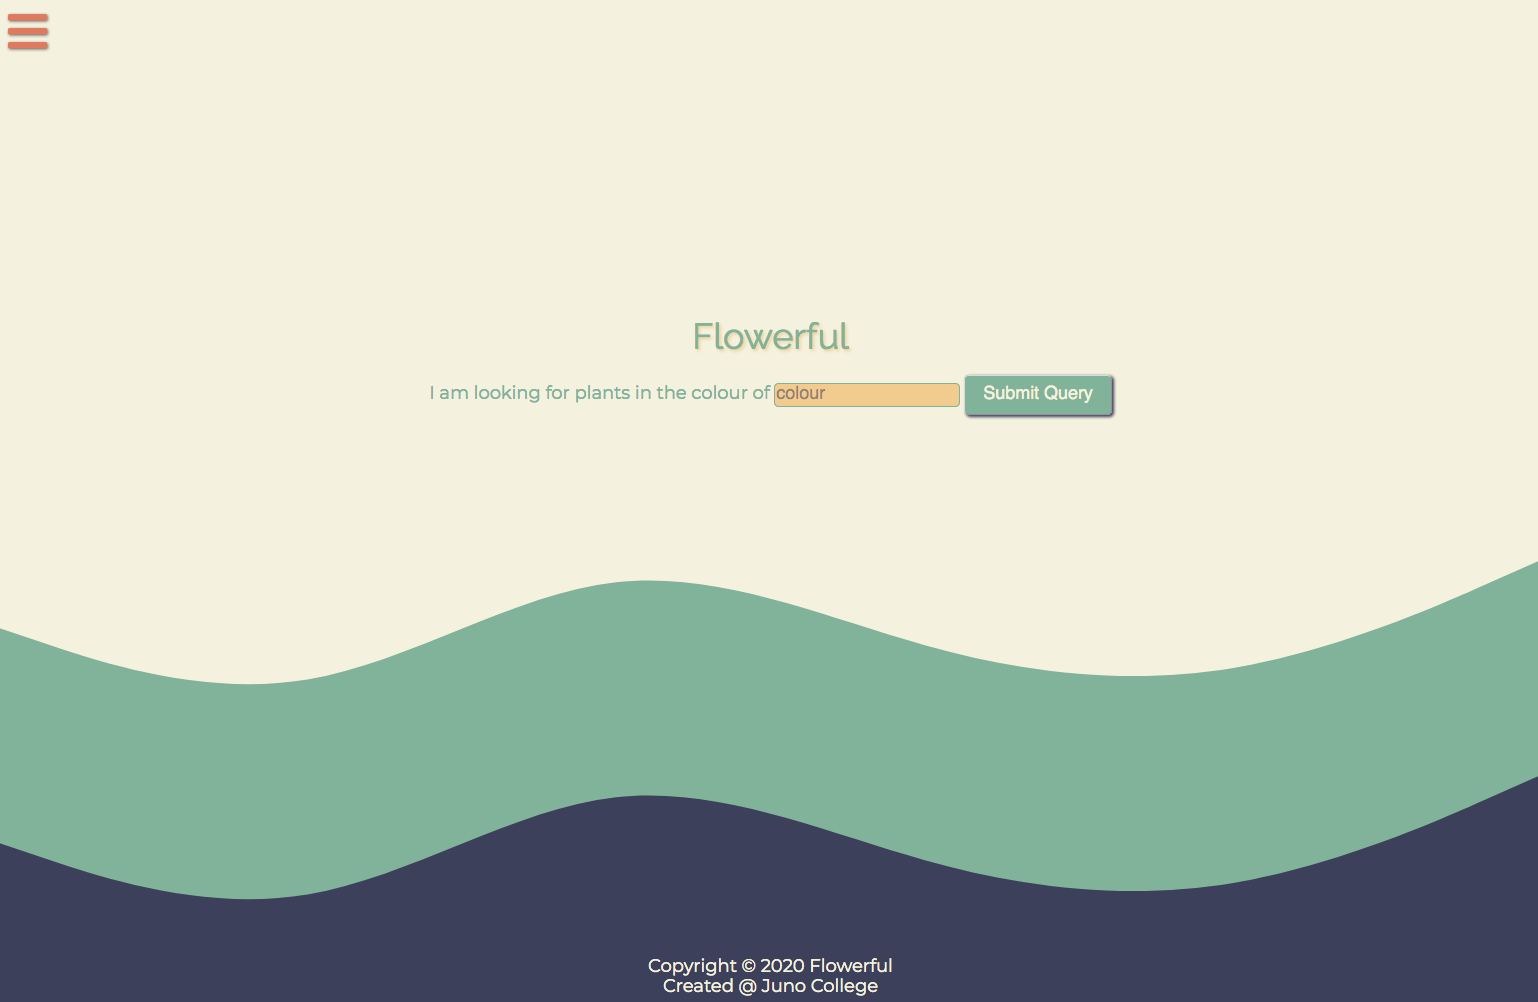 Flowerful
I am looking for plants in the colour of colour Submit Query
Copyright © 2020 Flowerful
Created @ Juno College